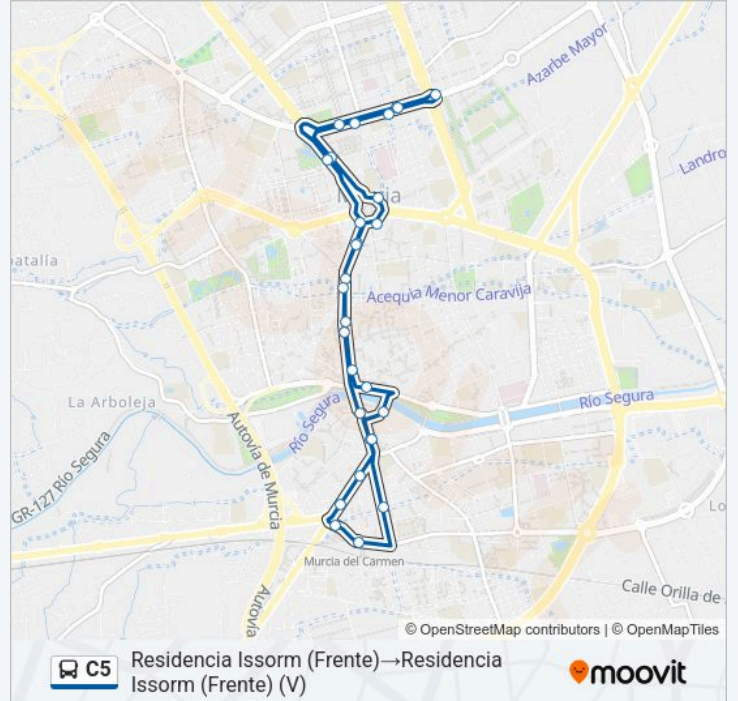 Azarbe Mayor
Landro
Murcia
atalía
Acequia Menor Caravija
La Arboleja
Río Segura
Río Segura
Autovía de Murcia
GR-127 Río Segura
Lo
Murcia del Carmen
Calle Orilla de
Autovía
© OpenStreetMap contributors | © OpenMapTiles
C5
Residencia Issorm (Frente)→Residencia
Issorm (Frente) (V)
moovit